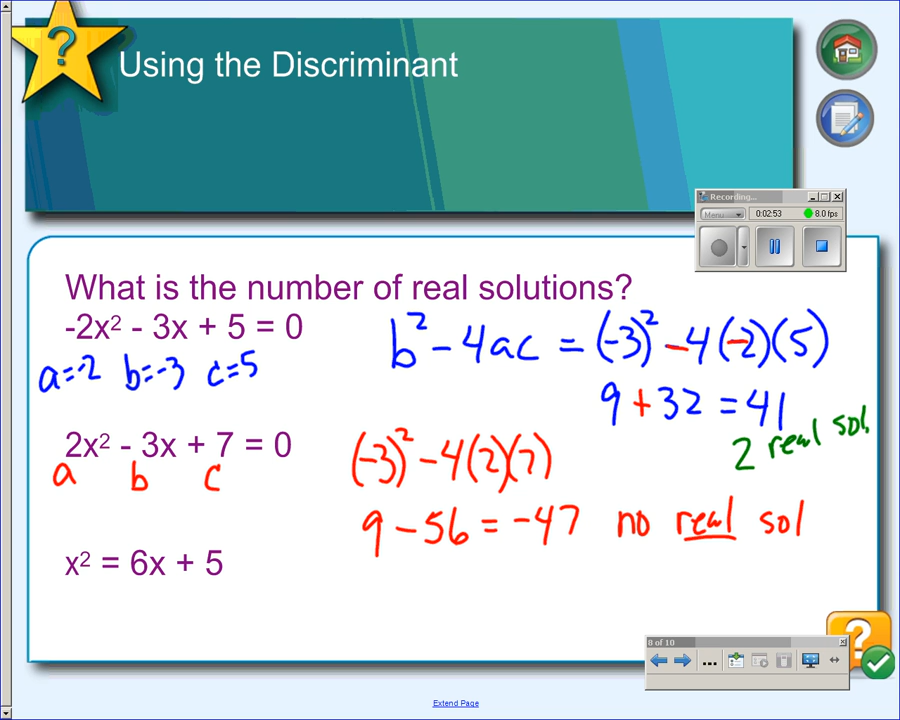 Using the Discriminant
Recording...
Menu
0:02:53
8.0 fps
What is the number of real solutions?
-2x² - 3x + 5 = 0
b² - 4ac = (-3)² - 4(-2)(5)
a=-2 b=-3 c=5
9 + 32 = 41
2 real sol
2x² - 3x + 7 = 0
a b c
(-3)² - 4(2)(7)
9 - 56 = -47 no real sol
x² = 6x + 5
8 of 10
Extend Page